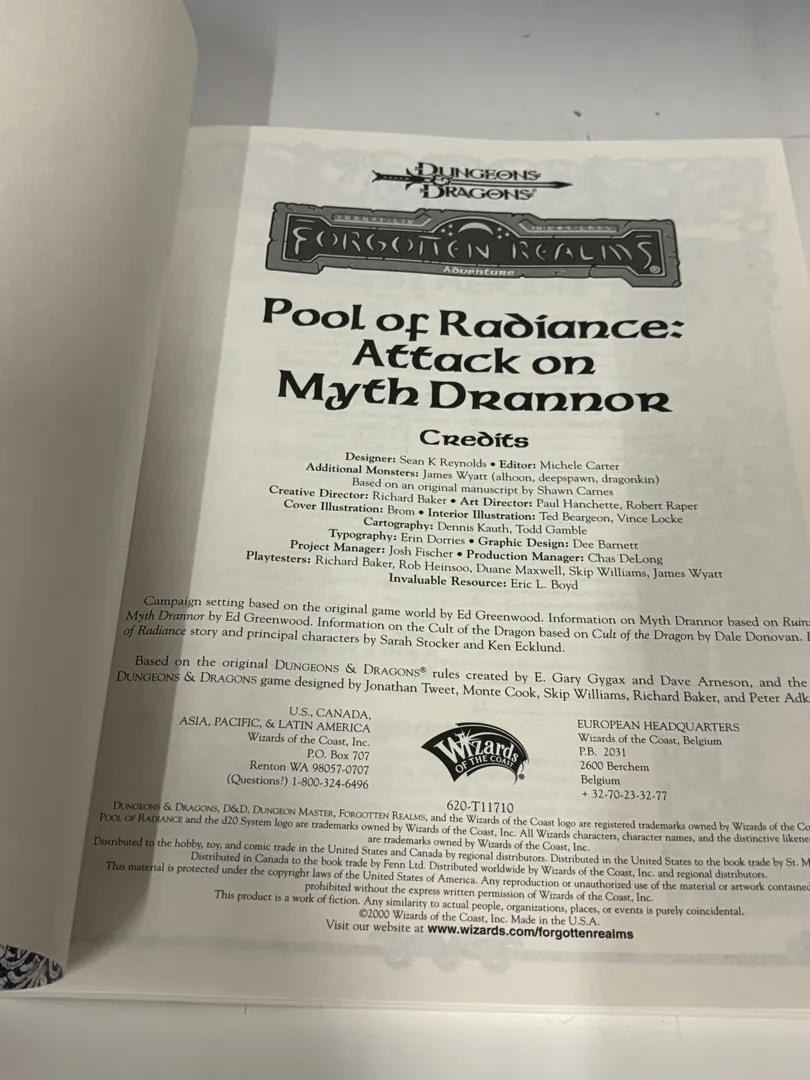 DUNGEONS
& DRAGONS®
FORGOTTEN REALMS®
Adventure
Pool of Radiance:
Attack on
Myth Drannor
Credits
Designer: Sean K Reynolds • Editor: Michele Carter
Additional Monsters: James Wyatt (alhoon, deepspawn, dragonkin)
Based on an original manuscript by Shawn Carnes
Creative Director: Richard Baker • Art Director: Paul Hanchette, Robert Raper
Cover Illustration: Brom • Interior Illustration: Ted Beargeon, Vince Locke
Cartography: Dennis Kauth, Todd Gamble
Typography: Erin Dorries • Graphic Design: Dee Barnett
Project Manager: Josh Fischer • Production Manager: Chas DeLong
Playtesters: Richard Baker, Rob Heinsoo, Duane Maxwell, Skip Williams, James Wyatt
Invaluable Resource: Eric L. Boyd
Campaign setting based on the original game world by Ed Greenwood. Information on Myth Drannor based on Ruins
Myth Drannor by Ed Greenwood. Information on the Cult of the Dragon based on Cult of the Dragon by Dale Donovan.
of Radiance story and principal characters by Sarah Stocker and Ken Ecklund.
Based on the original DUNGEONS & DRAGONS® rules created by E. Gary Gygax and Dave Arneson, and the
DUNGEONS & DRAGONS game designed by Jonathan Tweet, Monte Cook, Skip Williams, Richard Baker, and Peter Adk
U.S., CANADA,
ASIA, PACIFIC, & LATIN AMERICA
Wizards of the Coast, Inc.
P.O. Box 707
Renton WA 98057-0707
(Questions?) 1-800-324-6496
Wizards
OF THE COAST®
EUROPEAN HEADQUARTERS
Wizards of the Coast, Belgium
P.B. 2031
2600 Berchem
Belgium
+ 32-70-23-32-77
620-T11710
DUNGEONS & DRAGONS, D&D, DUNGEON MASTER, FORGOTTEN REALMS, and the Wizards of the Coast logo are registered trademarks owned by Wizards of the Co
POOL OF RADIANCE and the d20 System logo are trademarks owned by Wizards of the Coast, Inc. All Wizards characters, character names, and the distinctive likene
are trademarks owned by Wizards of the Coast, Inc.
Distributed to the hobby, toy, and comic trade in the United States and Canada by regional distributors. Distributed in the United States to the book trade by St. M
Distributed in Canada to the book trade by Fenn Ltd. Distributed worldwide by Wizards of the Coast, Inc. and regional distributors.
This material is protected under the copyright laws of the United States of America. Any reproduction or unauthorized use of the material or artwork contained
prohibited without the express written permission of Wizards of the Coast, Inc.
This product is a work of fiction. Any similarity to actual people, organizations, places, or events is purely coincidental.
©2000 Wizards of the Coast, Inc. Made in the U.S.A.
Visit our website at www.wizards.com/forgottenrealms